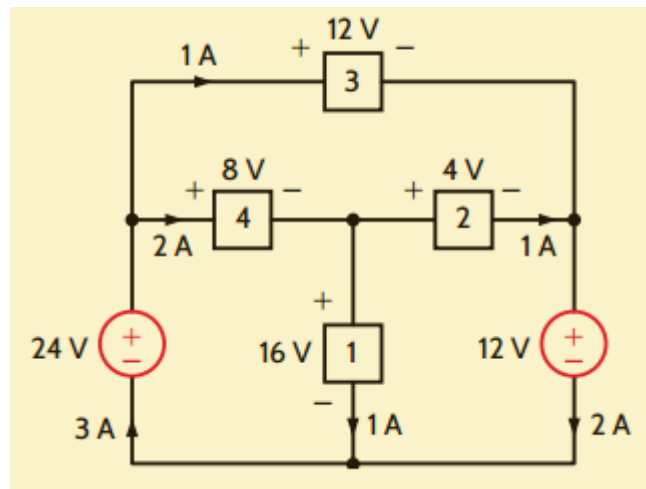 12 V
1 A + −
3
8 V 4 V
+ − + −
4 2
2 A 1 A
+
24 V + − 16 V 1 12 V + −
−
3 A 1 A 2 A